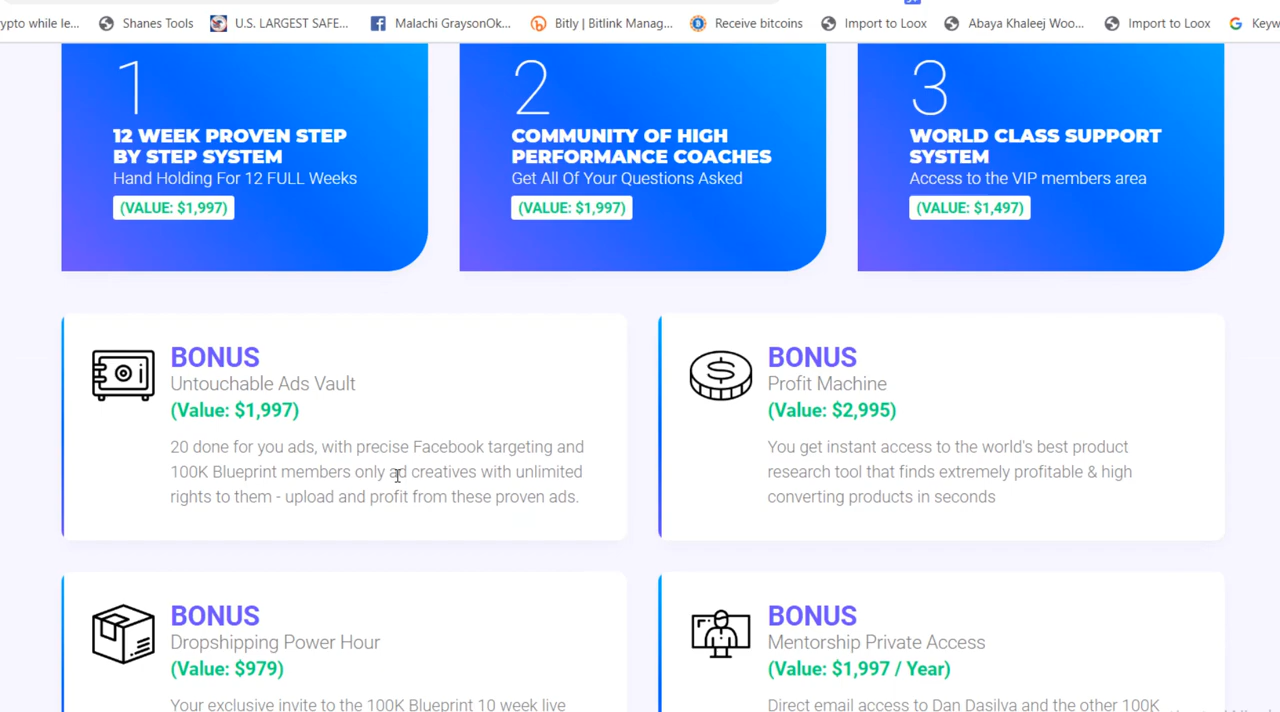 ypto while le...
Shanes Tools
U.S. LARGEST SAFE...
Malachi GraysonOk...
Bitly | Bitlink Manag...
Receive bitcoins
Import to Loox
Abaya Khaleej Woo...
Import to Loox
Keyw
1
12 WEEK PROVEN STEP
BY STEP SYSTEM
Hand Holding For 12 FULL Weeks
(VALUE: $1,997)
2
COMMUNITY OF HIGH
PERFORMANCE COACHES
Get All Of Your Questions Asked
(VALUE: $1,997)
3
WORLD CLASS SUPPORT
SYSTEM
Access to the VIP members area
(VALUE: $1,497)
BONUS
Untouchable Ads Vault
(Value: $1,997)
20 done for you ads, with precise Facebook targeting and
100K Blueprint members only ad creatives with unlimited
rights to them - upload and profit from these proven ads.
BONUS
Profit Machine
(Value: $2,995)
You get instant access to the world's best product
research tool that finds extremely profitable & high
converting products in seconds
BONUS
Dropshipping Power Hour
(Value: $979)
Your exclusive invite to the 100K Blueprint 10 week live
BONUS
Mentorship Private Access
(Value: $1,997 / Year)
Direct email access to Dan Dasilva and the other 100K